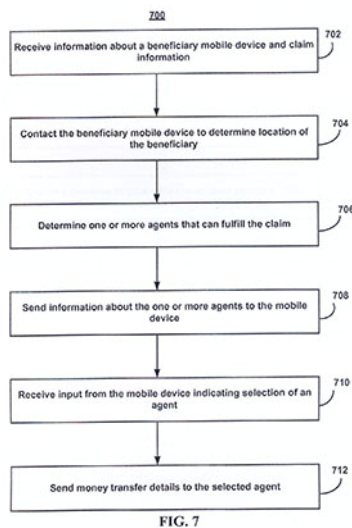 700
702
Receive information about a beneficiary mobile device and claim
information
704
Contact the beneficiary mobile device to determine location of
the beneficiary
706
Determine one or more agents that can fulfill the claim
708
Send information about the one or more agents to the mobile
device
710
Receive input from the mobile device indicating selection of an
agent
712
Send money transfer details to the selected agent
FIG. 7